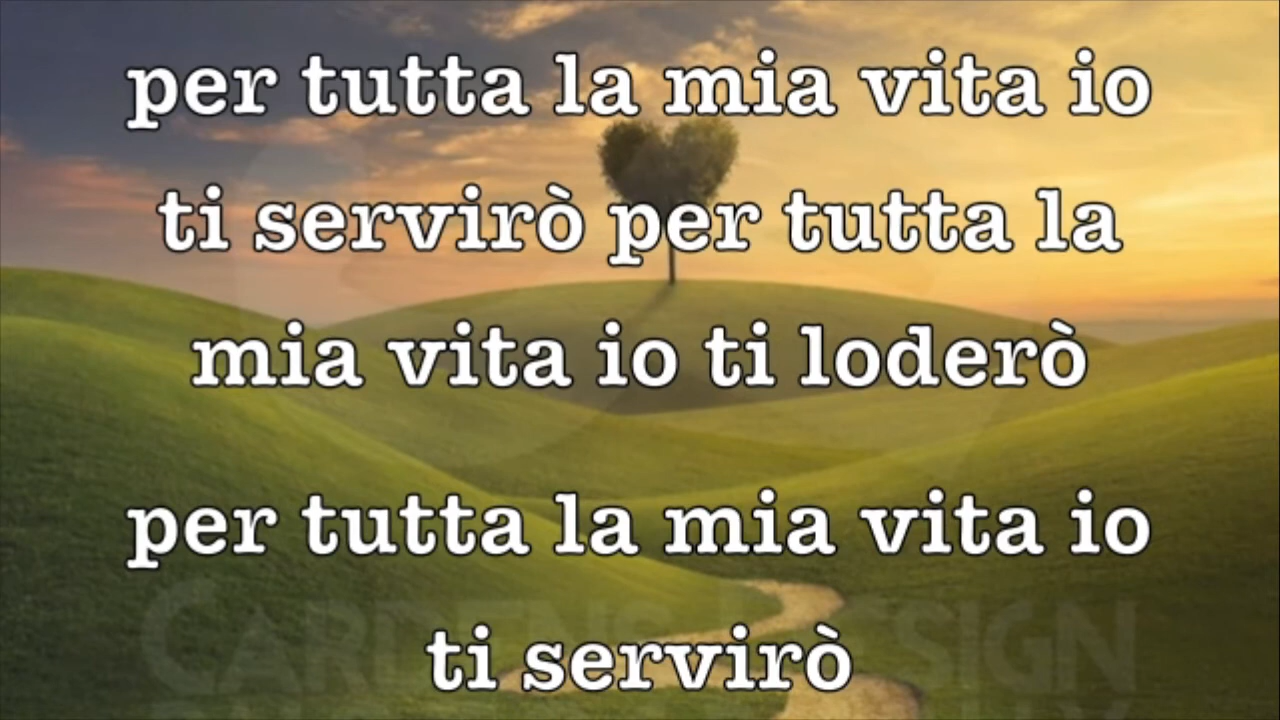 per tutta la mia vita io
ti servirò per tutta la
mia vita io ti loderò
per tutta la mia vita io
ti servirò